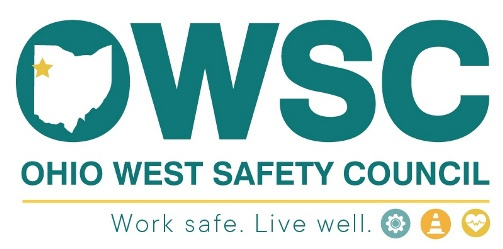 OWSC
OHIO WEST SAFETY COUNCIL
Work safe. Live well.